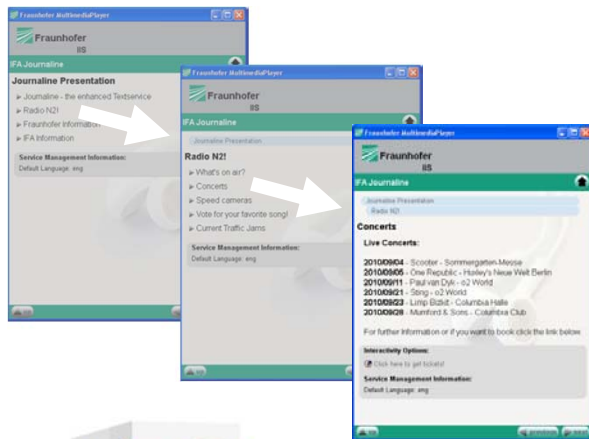 Fraunhofer MultimediaPlayer
Fraunhofer
IIS
IFA Journaline
Journaline Presentation
Journaline - the enhanced Textservice
Radio N2!
Fraunhofer Information
IFA Information
Service Management Information:
Default Language: eng
up
Fraunhofer MultimediaPlayer
Fraunhofer
IIS
IFA Journaline
Journaline Presentation
Radio N2!
What's on air?
Concerts
Speed cameras
Vote for your favorite song!
Current Traffic Jams
Service Management Information:
Default Language: eng
up
Fraunhofer MultimediaPlayer
Fraunhofer
IIS
IFA Journaline
Journaline Presentation
Radio N2!
Concerts
Live Concerts:
2010/09/04 - Scooter - Sommergarten-Messe
2010/09/05 - One Republic - Huxley's Neue Welt Berlin
2010/09/11 - Paul van Dyk - o2 World
2010/09/21 - Sting - o2 World
2010/09/23 - Limp Bizkit - Columbia Halle
2010/09/28 - Mumford & Sons - Columbia Club
For further Information or if you want to book click the link below
Interactivity Options:
Click here to get tickets!
Service Management Information:
Default Language: eng
up
previous
next